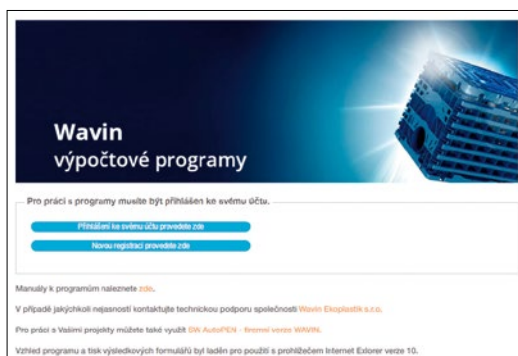 Wavin
výpočtové programy
Pro práci s programy musíte být přihlášen ke svému účtu.
Přihlášení ke svému účtu provedete zde
Novou registraci provedete zde
Manuály k programům naleznete zde.
V případě jakýchkoli nejasností kontaktujte technickou podporu společnosti Wavin Ekoplastik s.r.o.
Pro práci s Vašimi projekty můžete také využít BW AutoPEN - firemní verze WAVIN.
Vzhled programu a tisk výsledkových formulářů byl laděn pro použití s prohlížečem Internet Exlorer verze 10.